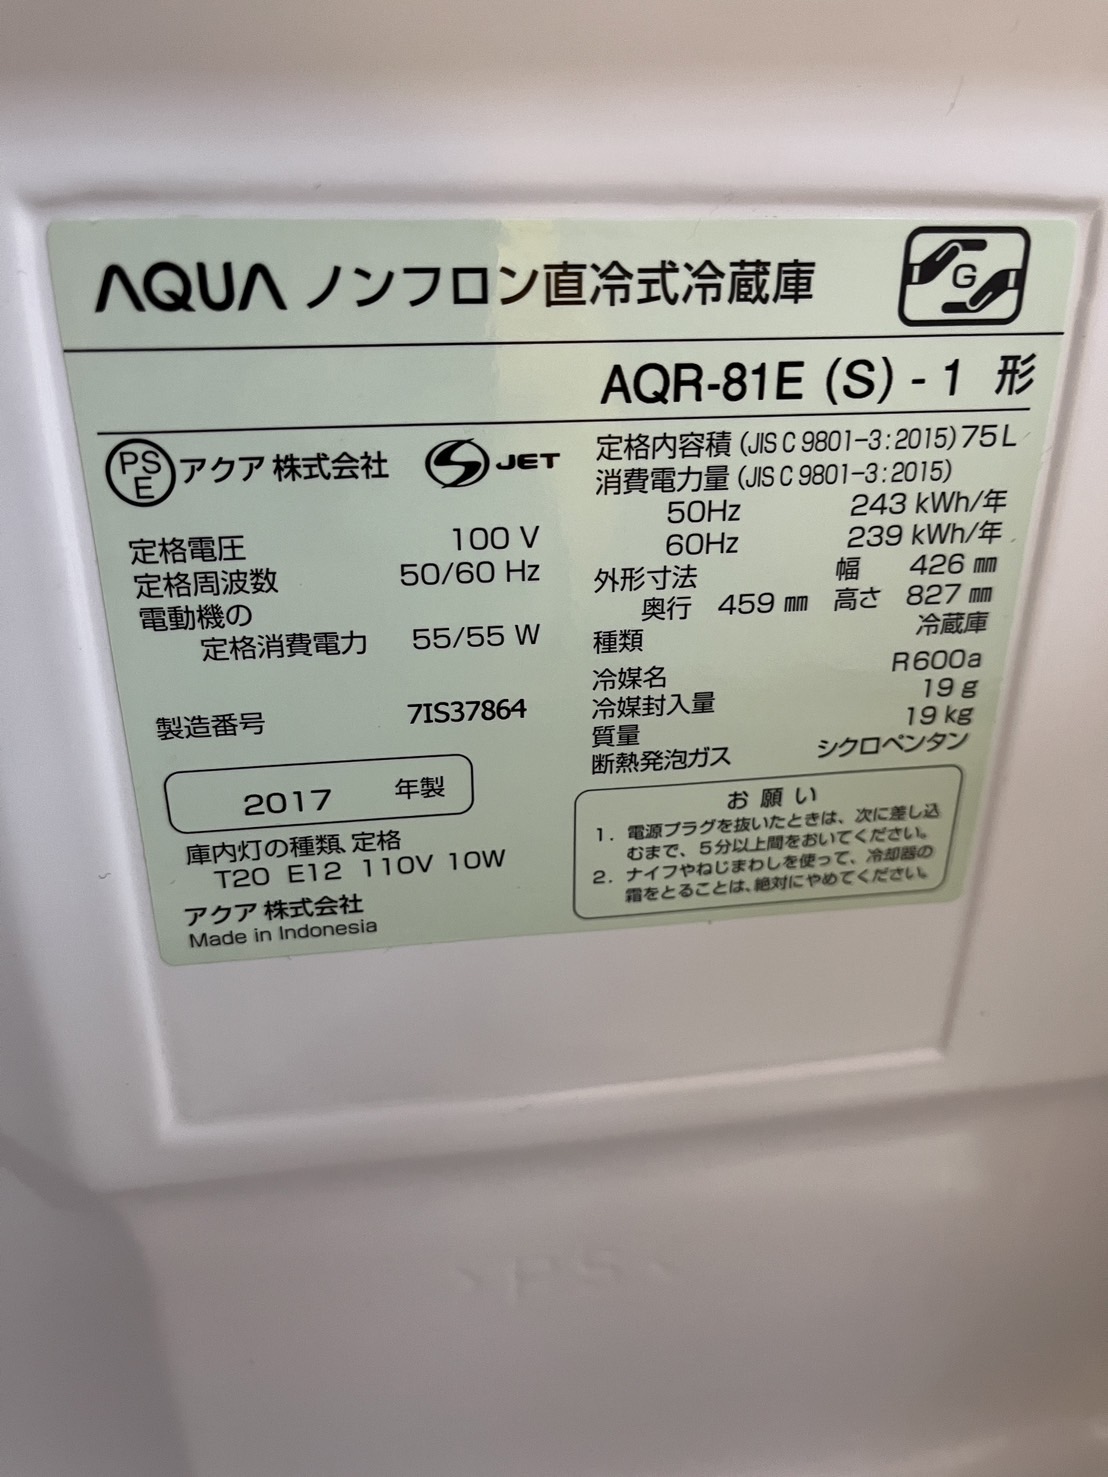 AQUA ノンフロン直冷式冷蔵庫
G
AQR-81E (S) - 1 形
PS
E
アクア 株式会社
JET
定格電圧 100 V
定格周波数 50/60 Hz
電動機の
定格消費電力 55/55 W
製造番号 7IS37864
2017 年製
庫内灯の種類、定格
T20 E12 110V 10W
アクア 株式会社
Made in Indonesia
定格内容積 (JIS C 9801-3:2015) 75L
消費電力量 (JIS C 9801-3:2015)
50Hz 243 kWh/年
60Hz 239 kWh/年
外形寸法 幅 426 ㎜
奥行 459 ㎜ 高さ 827 ㎜
種類 冷蔵庫
冷媒名 R600a
冷媒封入量 19 g
質量 19 kg
断熱発泡ガス シクロペンタン
お願い
1. 電源プラグを抜いたときは、次に差し込
むまで、5分以上間をおいてください。
2. ナイフやねじまわしを使って、冷却器の
霜をとることは、絶対にやめてください。
>PS<